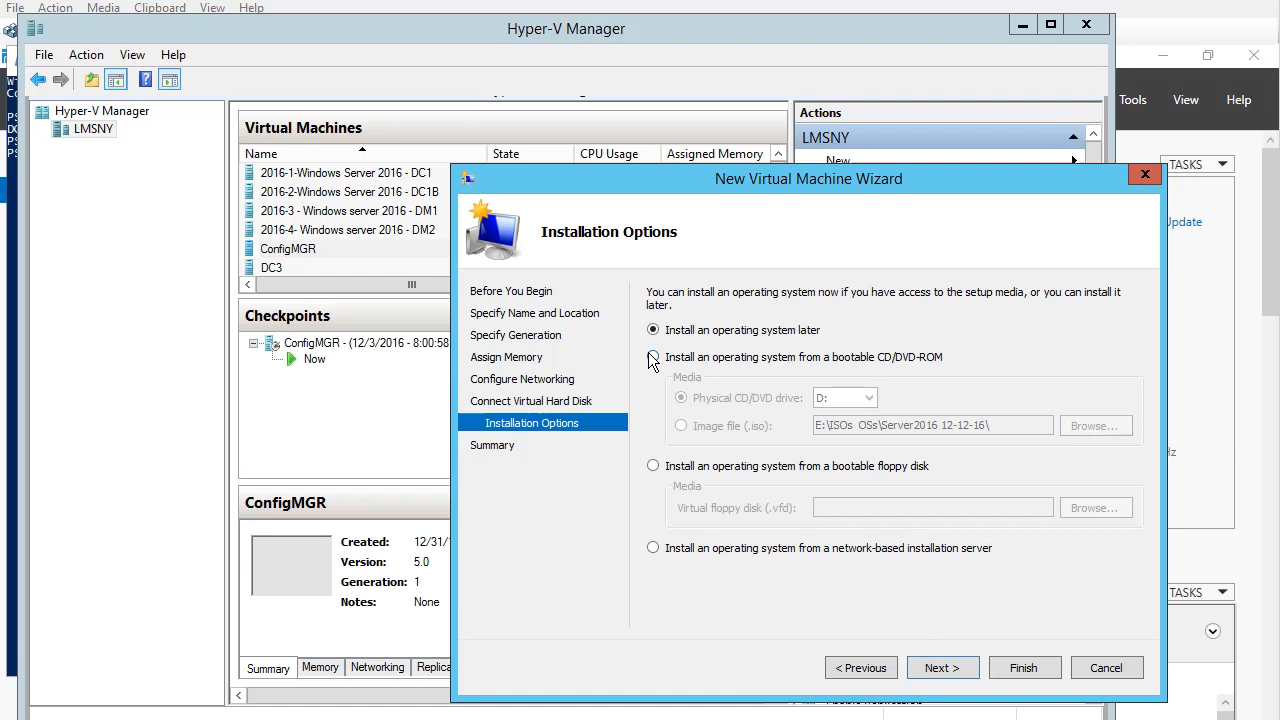 File Action Media Clipboard View Help
Hyper-V Manager
File Action View Help
Tools View Help
Hyper-V Manager
LMSNY
Virtual Machines
Name State CPU Usage Assigned Memory
2016-1-Windows Server 2016 - DC1
2016-2-Windows Server 2016 - DC1B
2016-3 - Windows server 2016 - DM1
2016-4- Windows Server 2016 - DM2
ConfigMGR
DC3
Checkpoints
ConfigMGR - (12/3/2016 - 8:00:58
Now
ConfigMGR
Created: 12/31/
Version: 5.0
Generation: 1
Notes: None
Summary Memory Networking Replica
Actions
LMSNY
New
TASKS
Update
TASKS
New Virtual Machine Wizard
Installation Options
Before You Begin
Specify Name and Location
Specify Generation
Assign Memory
Configure Networking
Connect Virtual Hard Disk
Installation Options
Summary
You can install an operating system now if you have access to the setup media, or you can install it
later.
Install an operating system later
Install an operating system from a bootable CD/DVD-ROM
Media
Physical CD/DVD drive: D:
Image file (.iso): E:\ISOs OSs\Server2016 12-12-16\ Browse...
Install an operating system from a bootable floppy disk
Media
Virtual floppy disk (.vfd): Browse...
Install an operating system from a network-based installation server
< Previous Next > Finish Cancel